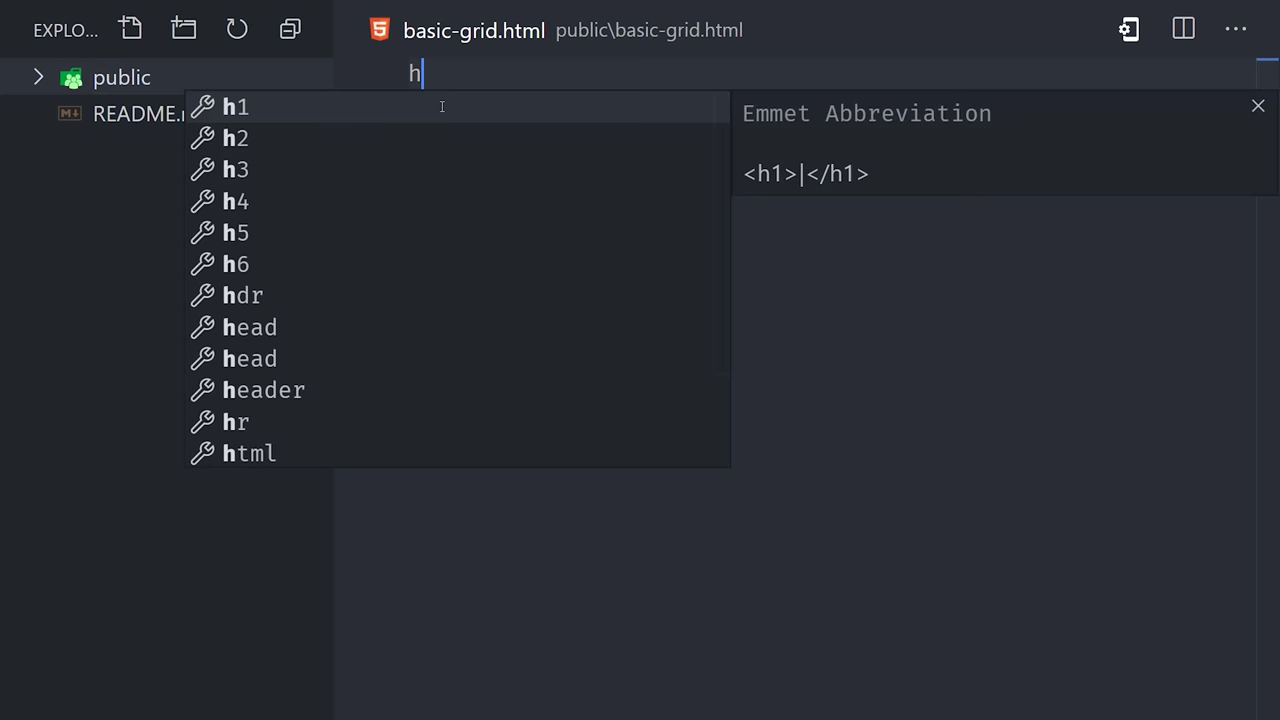 EXPLO...
basic-grid.html public\basic-grid.html
public
README.
h
h1
h2
h3
h4
h5
h6
hdr
head
head
header
hr
html
Emmet Abbreviation
<h1>|</h1>